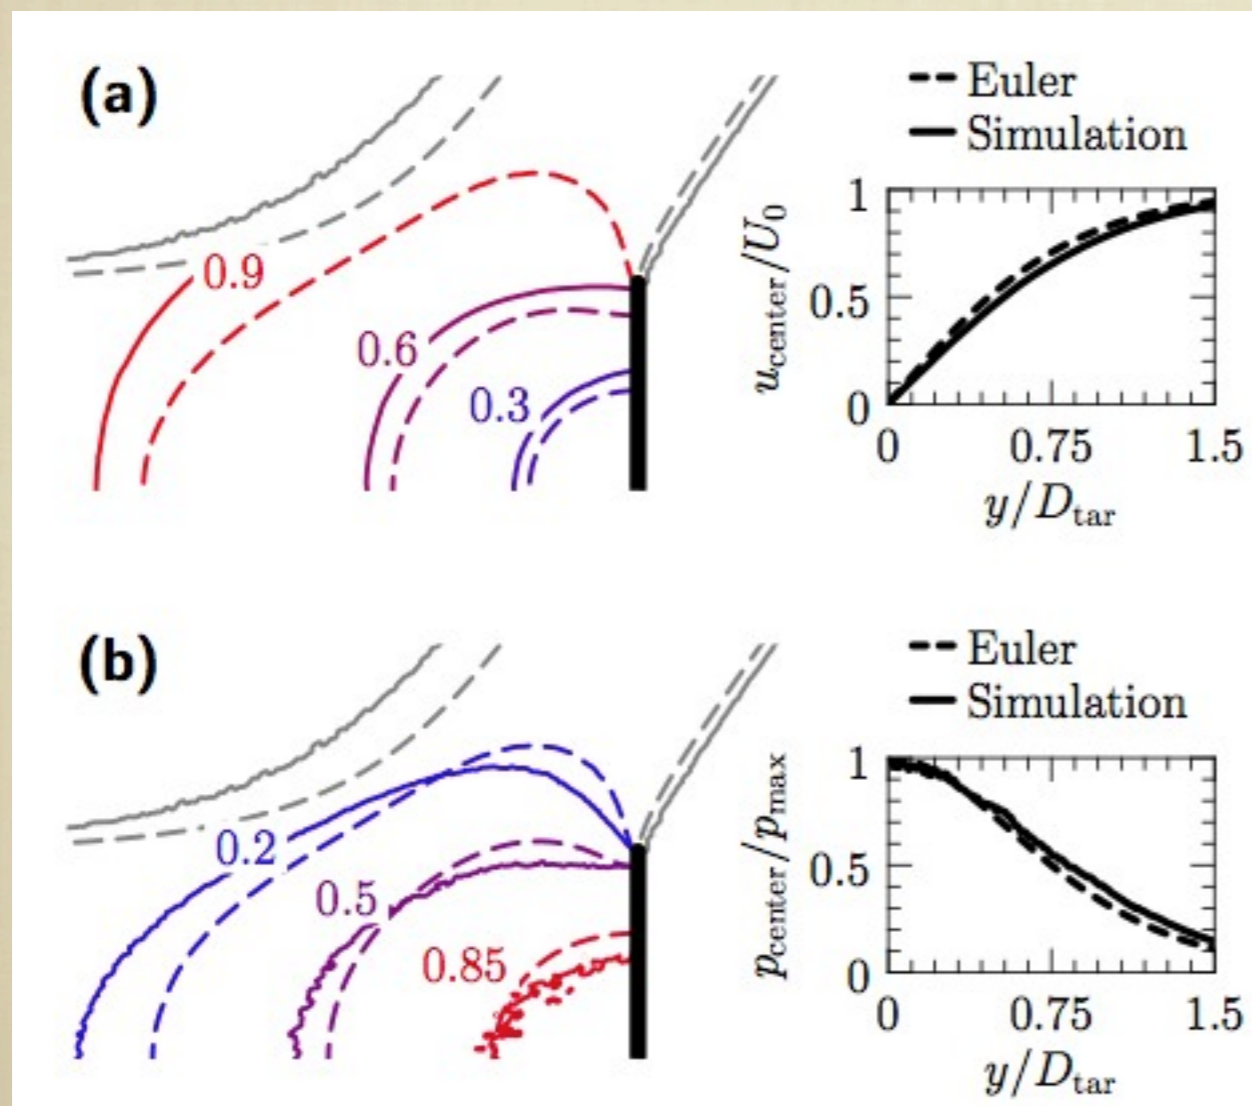 (a)
Euler
Simulation
0.9
0.6
0.3
u_center/U_0
1
0.5
0
0 0.75 1.5
y/D_tar
(b)
Euler
Simulation
0.2
0.5
0.85
p_center/p_max
1
0.5
0
0 0.75 1.5
y/D_tar